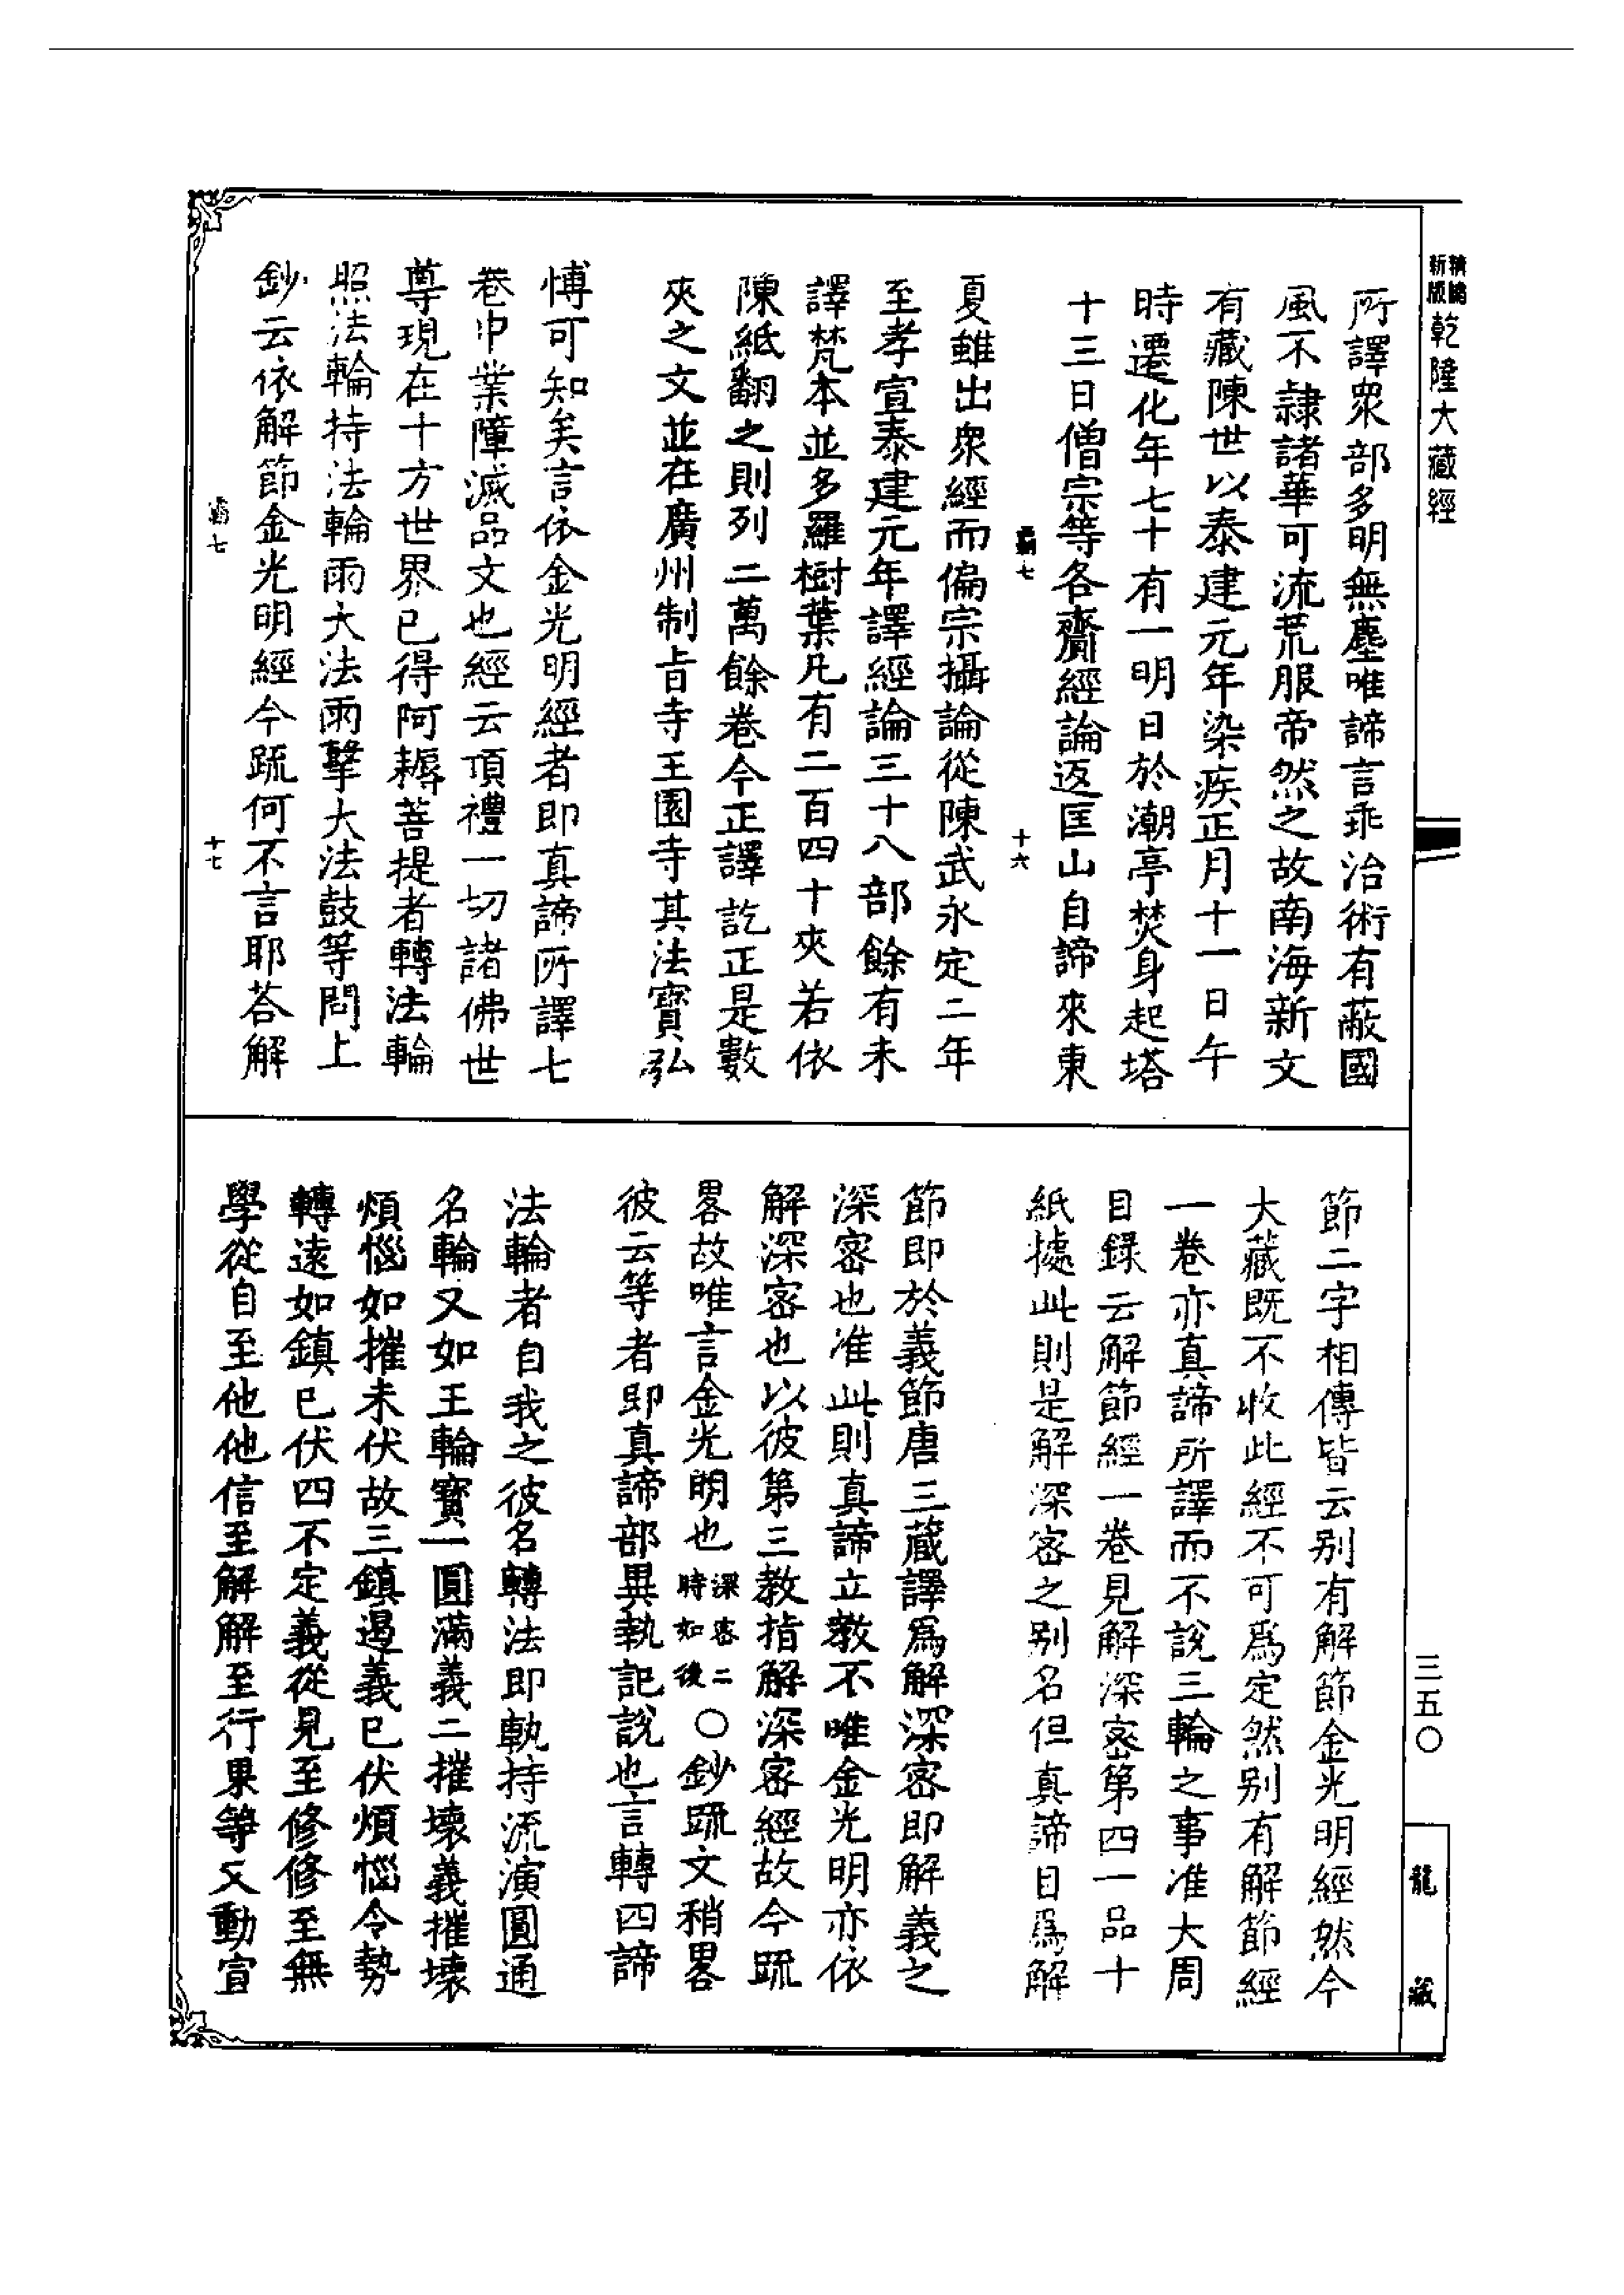 精鵰
新版
乾隆大藏經
所譯眾部多明無塵唯諦言乖治術有蔽國
風不隸諸華可流荒服帝然之故南海新文
有藏陳世以泰建元年染疾正月十一日午
時遷化年七十有一明日於潮亭焚身起塔
十三日僧宗等各齎經論返匡山自諦來東
七
十六
夏雖出眾經而偏宗攝論從陳武永定二年
至孝宣泰建元年譯經論三十八部餘有未
譯梵本並多羅樹葉凡有二百四十夾若依
陳紙翻之則列二萬餘卷今正譯訖正是數
夾之文並在廣州制旨寺王園寺其法寶弘
博可知矣言依金光明經者即真諦所譯七
卷中業障滅品文也經云頂禮一切諸佛世
尊現在十方世界已得阿耨菩提者轉法輪
照法輪持法輪雨大法雨擊大法鼓等問上
鈔云依解節金光明經今䟽何不言耶荅解
七
十七
節二字相傳皆云別有解節金光明經然今
大藏既不收此經不可為定然別有解節經
一卷亦真諦所譯而不說三輪之事准大周
目錄云解節經一卷見解深密第四一品十
紙據此則是解深密之別名但真諦目為解
節即於義節唐三藏譯為解深密即解義之
深密也准此則真諦立教不唯金光明亦依
解深密也以彼第三教指解深密經故今䟽
畧故唯言金光明也深密二時如後○鈔䟽文稍畧
彼云等者即真諦部異執記說也言轉四諦
法輪者自我之彼名轉法即執持流演圓通
名輪又如王輪寶一圓滿義二摧壞義摧壞
煩惱如摧未伏故三鎮遏義已伏煩惱令勢
轉遠如鎮已伏四不定義從見至修修至無
學從自至他他信至解解至行果等又動宣
三五〇
龍藏